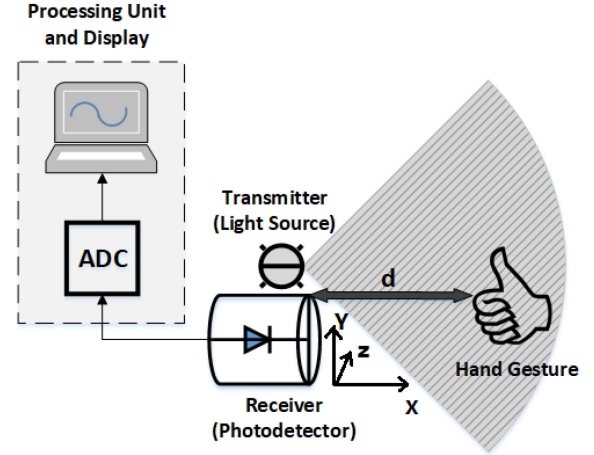 Processing Unit
and Display
Transmitter
(Light Source)
ADC
d
Y
z
X
Hand Gesture
Receiver
(Photodetector)